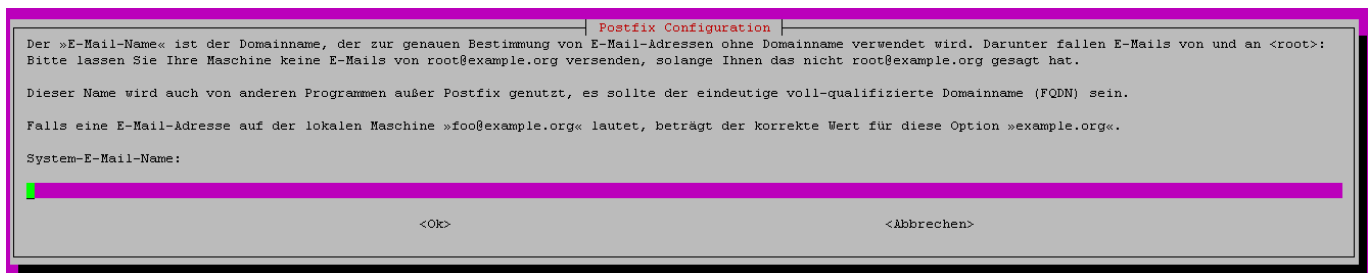 Postfix Configuration
Der »E-Mail-Name« ist der Domainname, der zur genauen Bestimmung von E-Mail-Adressen ohne Domainname verwendet wird. Darunter fallen E-Mails von und an <root>:
Bitte lassen Sie Ihre Maschine keine E-Mails von root@example.org versenden, solange Ihnen das nicht root@example.org gesagt hat.
Dieser Name wird auch von anderen Programmen außer Postfix genutzt, es sollte der eindeutige voll-qualifizierte Domainname (FQDN) sein.
Falls eine E-Mail-Adresse auf der lokalen Maschine »foo@example.org« lautet, beträgt der korrekte Wert für diese Option »example.org«.
System-E-Mail-Name:
<Ok> <Abbrechen>